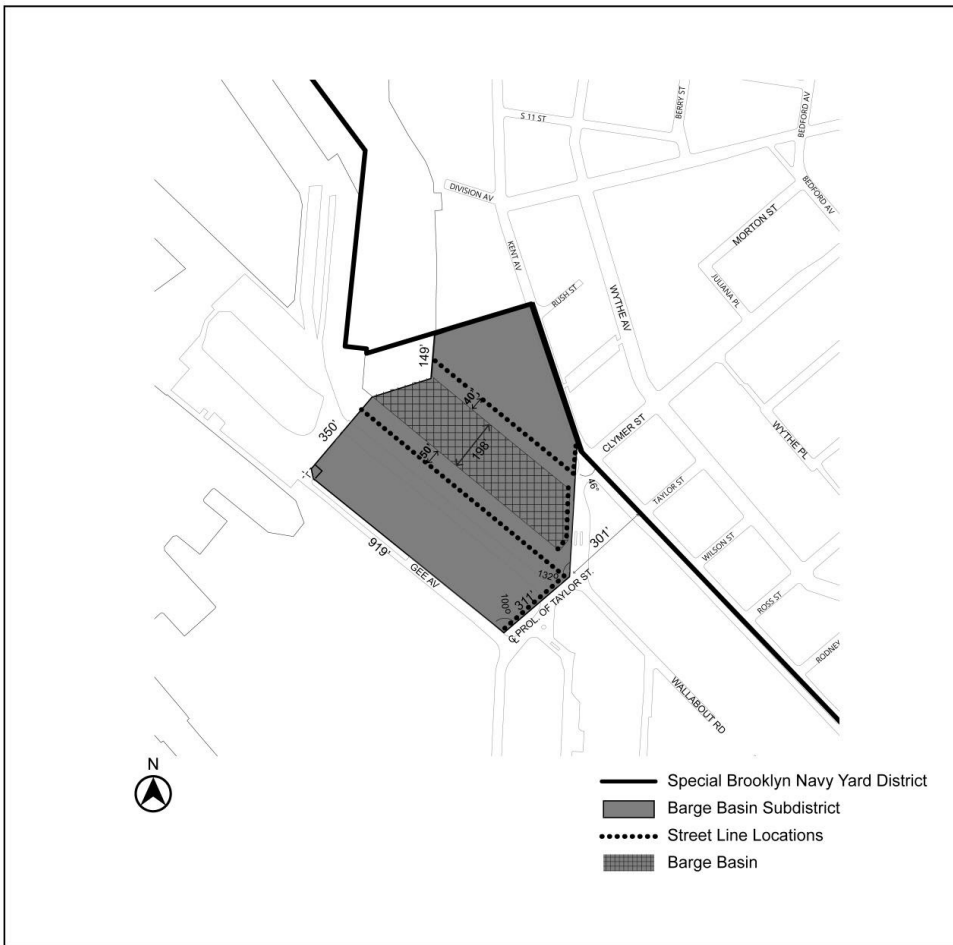 S 11 ST
BERRY ST
BEDFORD AV
DIVISION AV
BEDFORD AV
MORTON ST
KENT AV
JULIANA PL
RUSH ST
WYTHE AV
149'
40'
CLYMER ST
WYTHE PL
350'
50'
198'
46°
TAYLOR ST
301'
WILSON ST
919'
GEE AV
132°
ROSS ST
100°
311'
℄ PROL. OF TAYLOR ST.
RODNEY
WALLABOUT RD
N
Special Brooklyn Navy Yard District
Barge Basin Subdistrict
Street Line Locations
Barge Basin